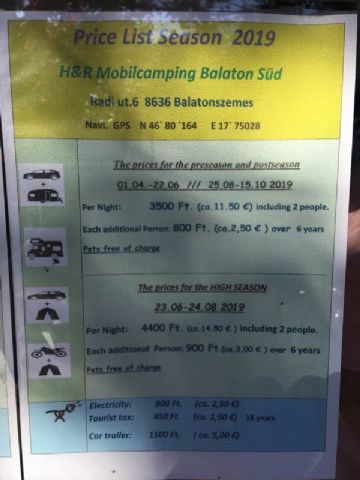 Price List Season 2019
H&R Mobilcamping Balaton Süd
Radi ut.6 8636 Balatonszemes
Navi. GPS N 46°80´164 E 17°75028
The prices for the preseason and postseason
01.04.-22.06 /// 25.08-15.10 2019
Per Night: 3500 Ft. (ca.11.50 €) including 2 people.
Each additional Person: 800 Ft. (ca.2,50 €) over 6 years
Pets free of charge
The prices for the HIGH SEASON
23.06-24.08 2019
Per Night: 4400 Ft. (ca.14.50 €) including 2 people.
Each additional Person: 900 Ft.(ca.3,00 €) over 6 years
Pets free of charge
Electricity: 800 Ft. (ca. 2,50 €)
Tourist tax: 450 Ft. (ca. 1,50 €) 18 years
Car trailer: 1500 Ft. ( ca. 5,00 €)